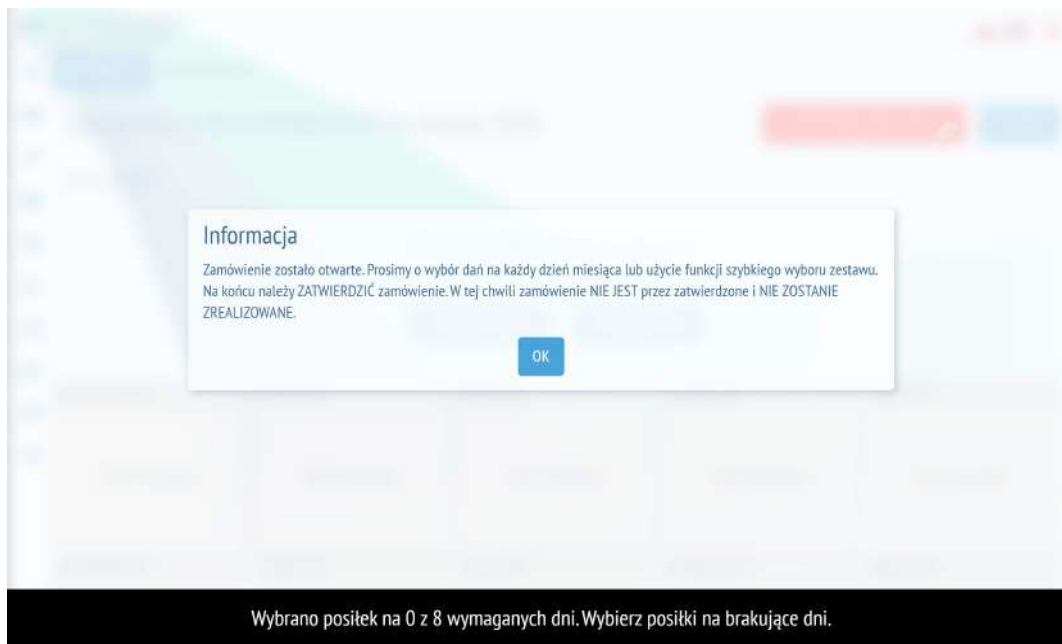 Informacja
Zamówienie zostało otwarte. Prosimy o wybór dań na każdy dzień miesiąca lub użycie funkcji szybkiego wyboru zestawu.
Na końcu należy ZATWIERDZIĆ zamówienie. W tej chwili zamówienie NIE JEST przez zatwierdzone i NIE ZOSTANIE
ZREALIZOWANE.
OK
Wybrano posiłek na 0 z 8 wymaganych dni. Wybierz posiłki na brakujące dni.